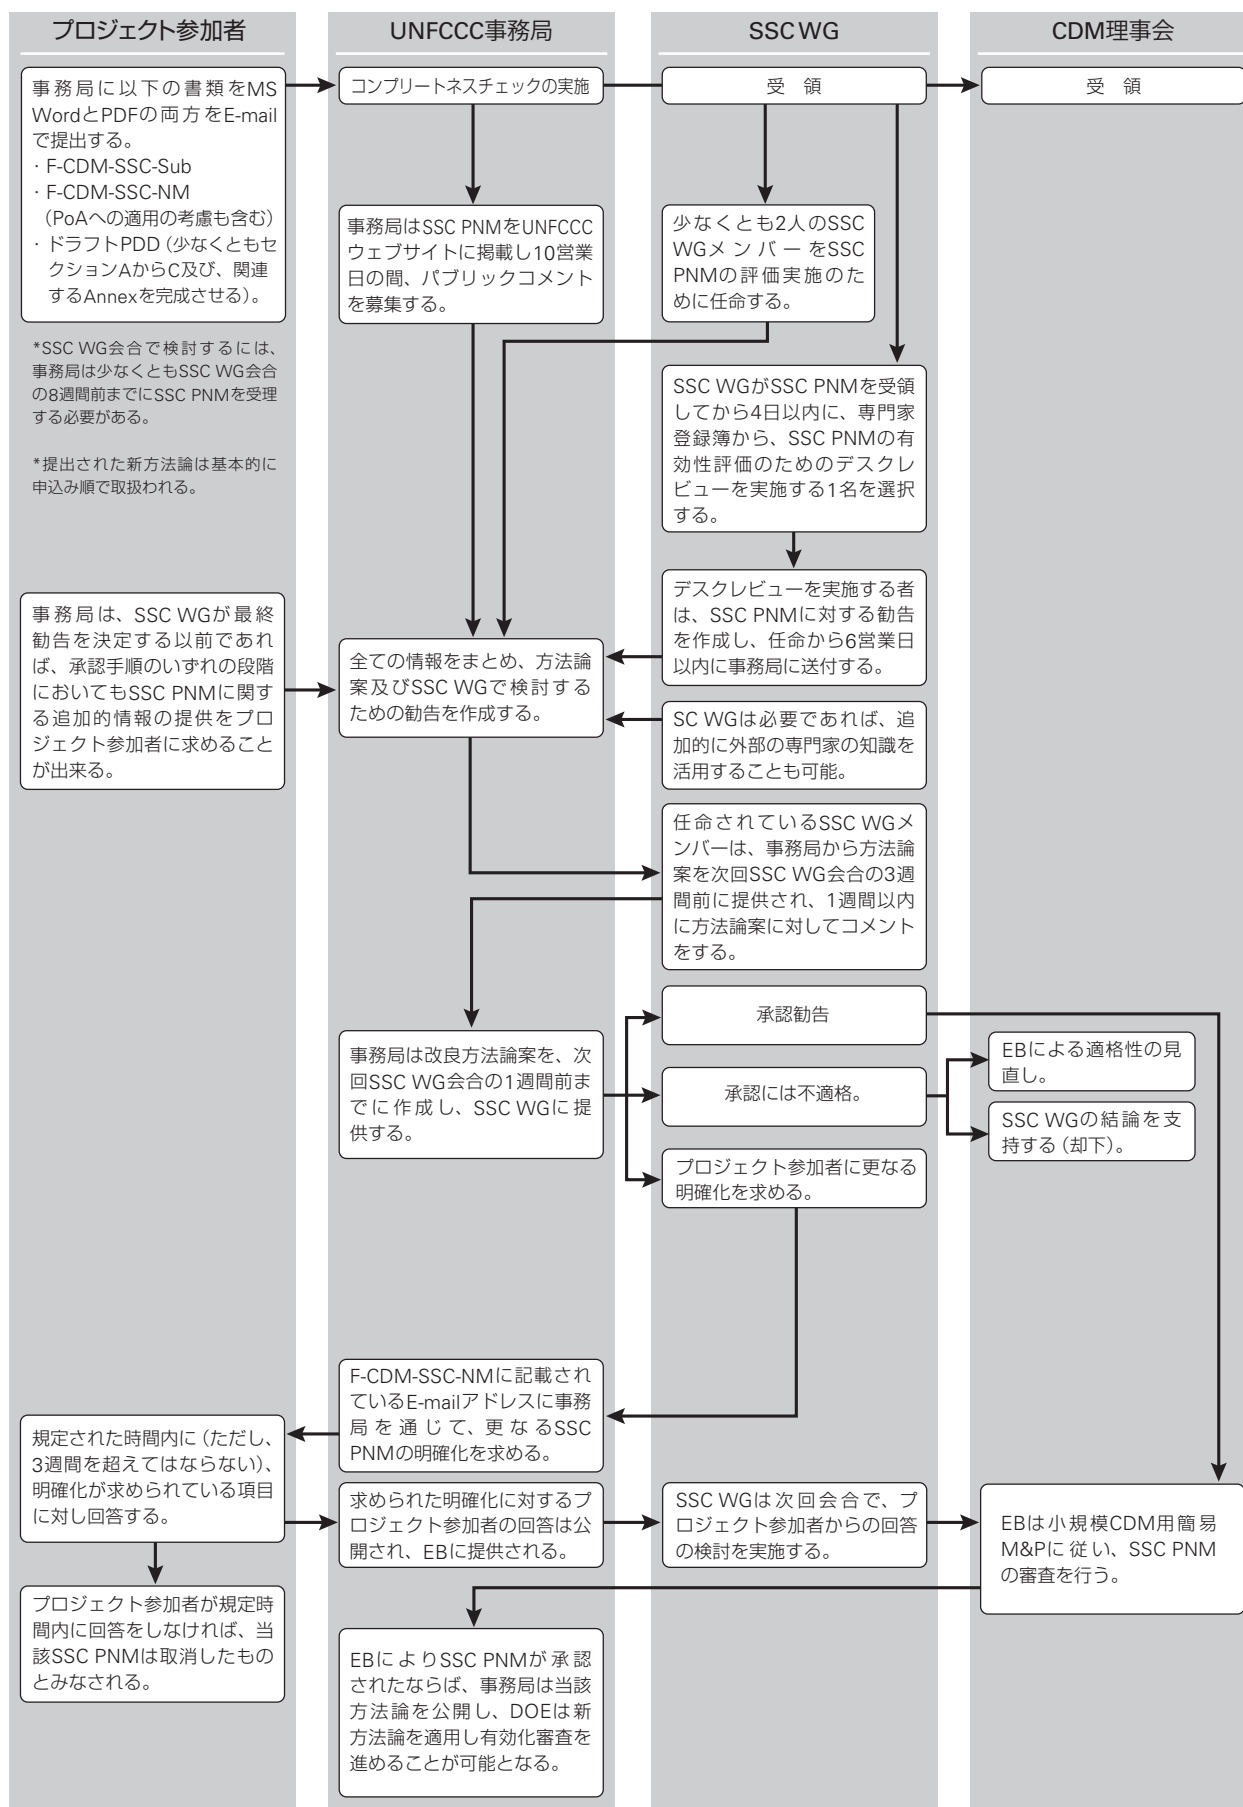 プロジェクト参加者
UNFCCC事務局
SSC WG
CDM理事会
事務局に以下の書類をMS
WordとPDFの両方をE-mail
で提出する。
・F-CDM-SSC-Sub
・F-CDM-SSC-NM
（PoAへの適用の考慮も含む）
・ドラフトPDD（少なくともセ
クションAからC及び、関連
するAnnexを完成させる）。
コンプリートネスチェックの実施
受　領
受　領
*SSC WG会合で検討するには、
事務局は少なくともSSC WG会合
の8週間前までにSSC PNMを受理
する必要がある。
*提出された新方法論は基本的に
申込み順で取扱われる。
事務局はSSC PNMをUNFCCC
ウェブサイトに掲載し10営業
日の間、パブリックコメント
を募集する。
少なくとも2人のSSC
WGメンバーをSSC
PNMの評価実施のた
めに任命する。
SSC WGがSSC PNMを受領
してから4日以内に、専門家
登録簿から、SSC PNMの有
効性評価のためのデスクレ
ビューを実施する1名を選択
する。
デスクレビューを実施する者
は、SSC PNMに対する勧告
を作成し、任命から6営業日
以内に事務局に送付する。
事務局は、SSC WGが最終
勧告を決定する以前であれ
ば、承認手順のいずれの段階
においてもSSC PNMに関す
る追加的情報の提供をプロ
ジェクト参加者に求めること
が出来る。
全ての情報をまとめ、方法論
案及びSSC WGで検討する
ための勧告を作成する。
SC WGは必要であれば、追
加的に外部の専門家の知識を
活用することも可能。
任命されているSSC WGメ
ンバーは、事務局から方法論
案を次回SSC WG会合の3週
間前に提供され、1週間以内
に方法論案に対してコメント
をする。
事務局は改良方法論案を、次
回SSC WG会合の1週間前ま
でに作成し、SSC WGに提
供する。
承認勧告
承認には不適格。
プロジェクト参加者に更なる
明確化を求める。
EBによる適格性の見
直し。
SSC WGの結論を支
持する（却下）。
F-CDM-SSC-NMに記載され
ているE-mailアドレスに事務
局を通じて、更なるSSC
PNMの明確化を求める。
規定された時間内に（ただし、
3週間を超えてはならない）、
明確化が求められている項目
に対し回答する。
求められた明確化に対するプ
ロジェクト参加者の回答は公
開され、EBに提供される。
SSC WGは次回会合で、プ
ロジェクト参加者からの回答
の検討を実施する。
EBは小規模CDM用簡易
M&Pに従い、SSC PNM
の審査を行う。
プロジェクト参加者が規定時
間内に回答をしなければ、当
該SSC PNMは取消したもの
とみなされる。
EBによりSSC PNMが承認
されたならば、事務局は当該
方法論を公開し、DOEは新
方法論を適用し有効化審査を
進めることが可能となる。